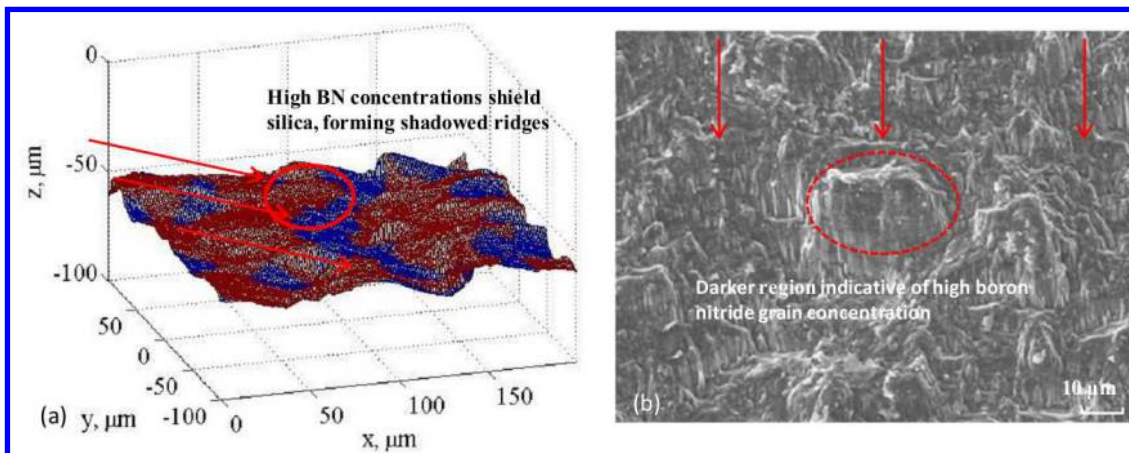 0
High BN concentrations shield
silica, forming shadowed ridges
-50
z, μm
-100
50
0
-50
-100
y, μm
0
50
100
150
x, μm
(a)
Darker region indicative of high boron
nitride grain concentration
10 μm
(b)